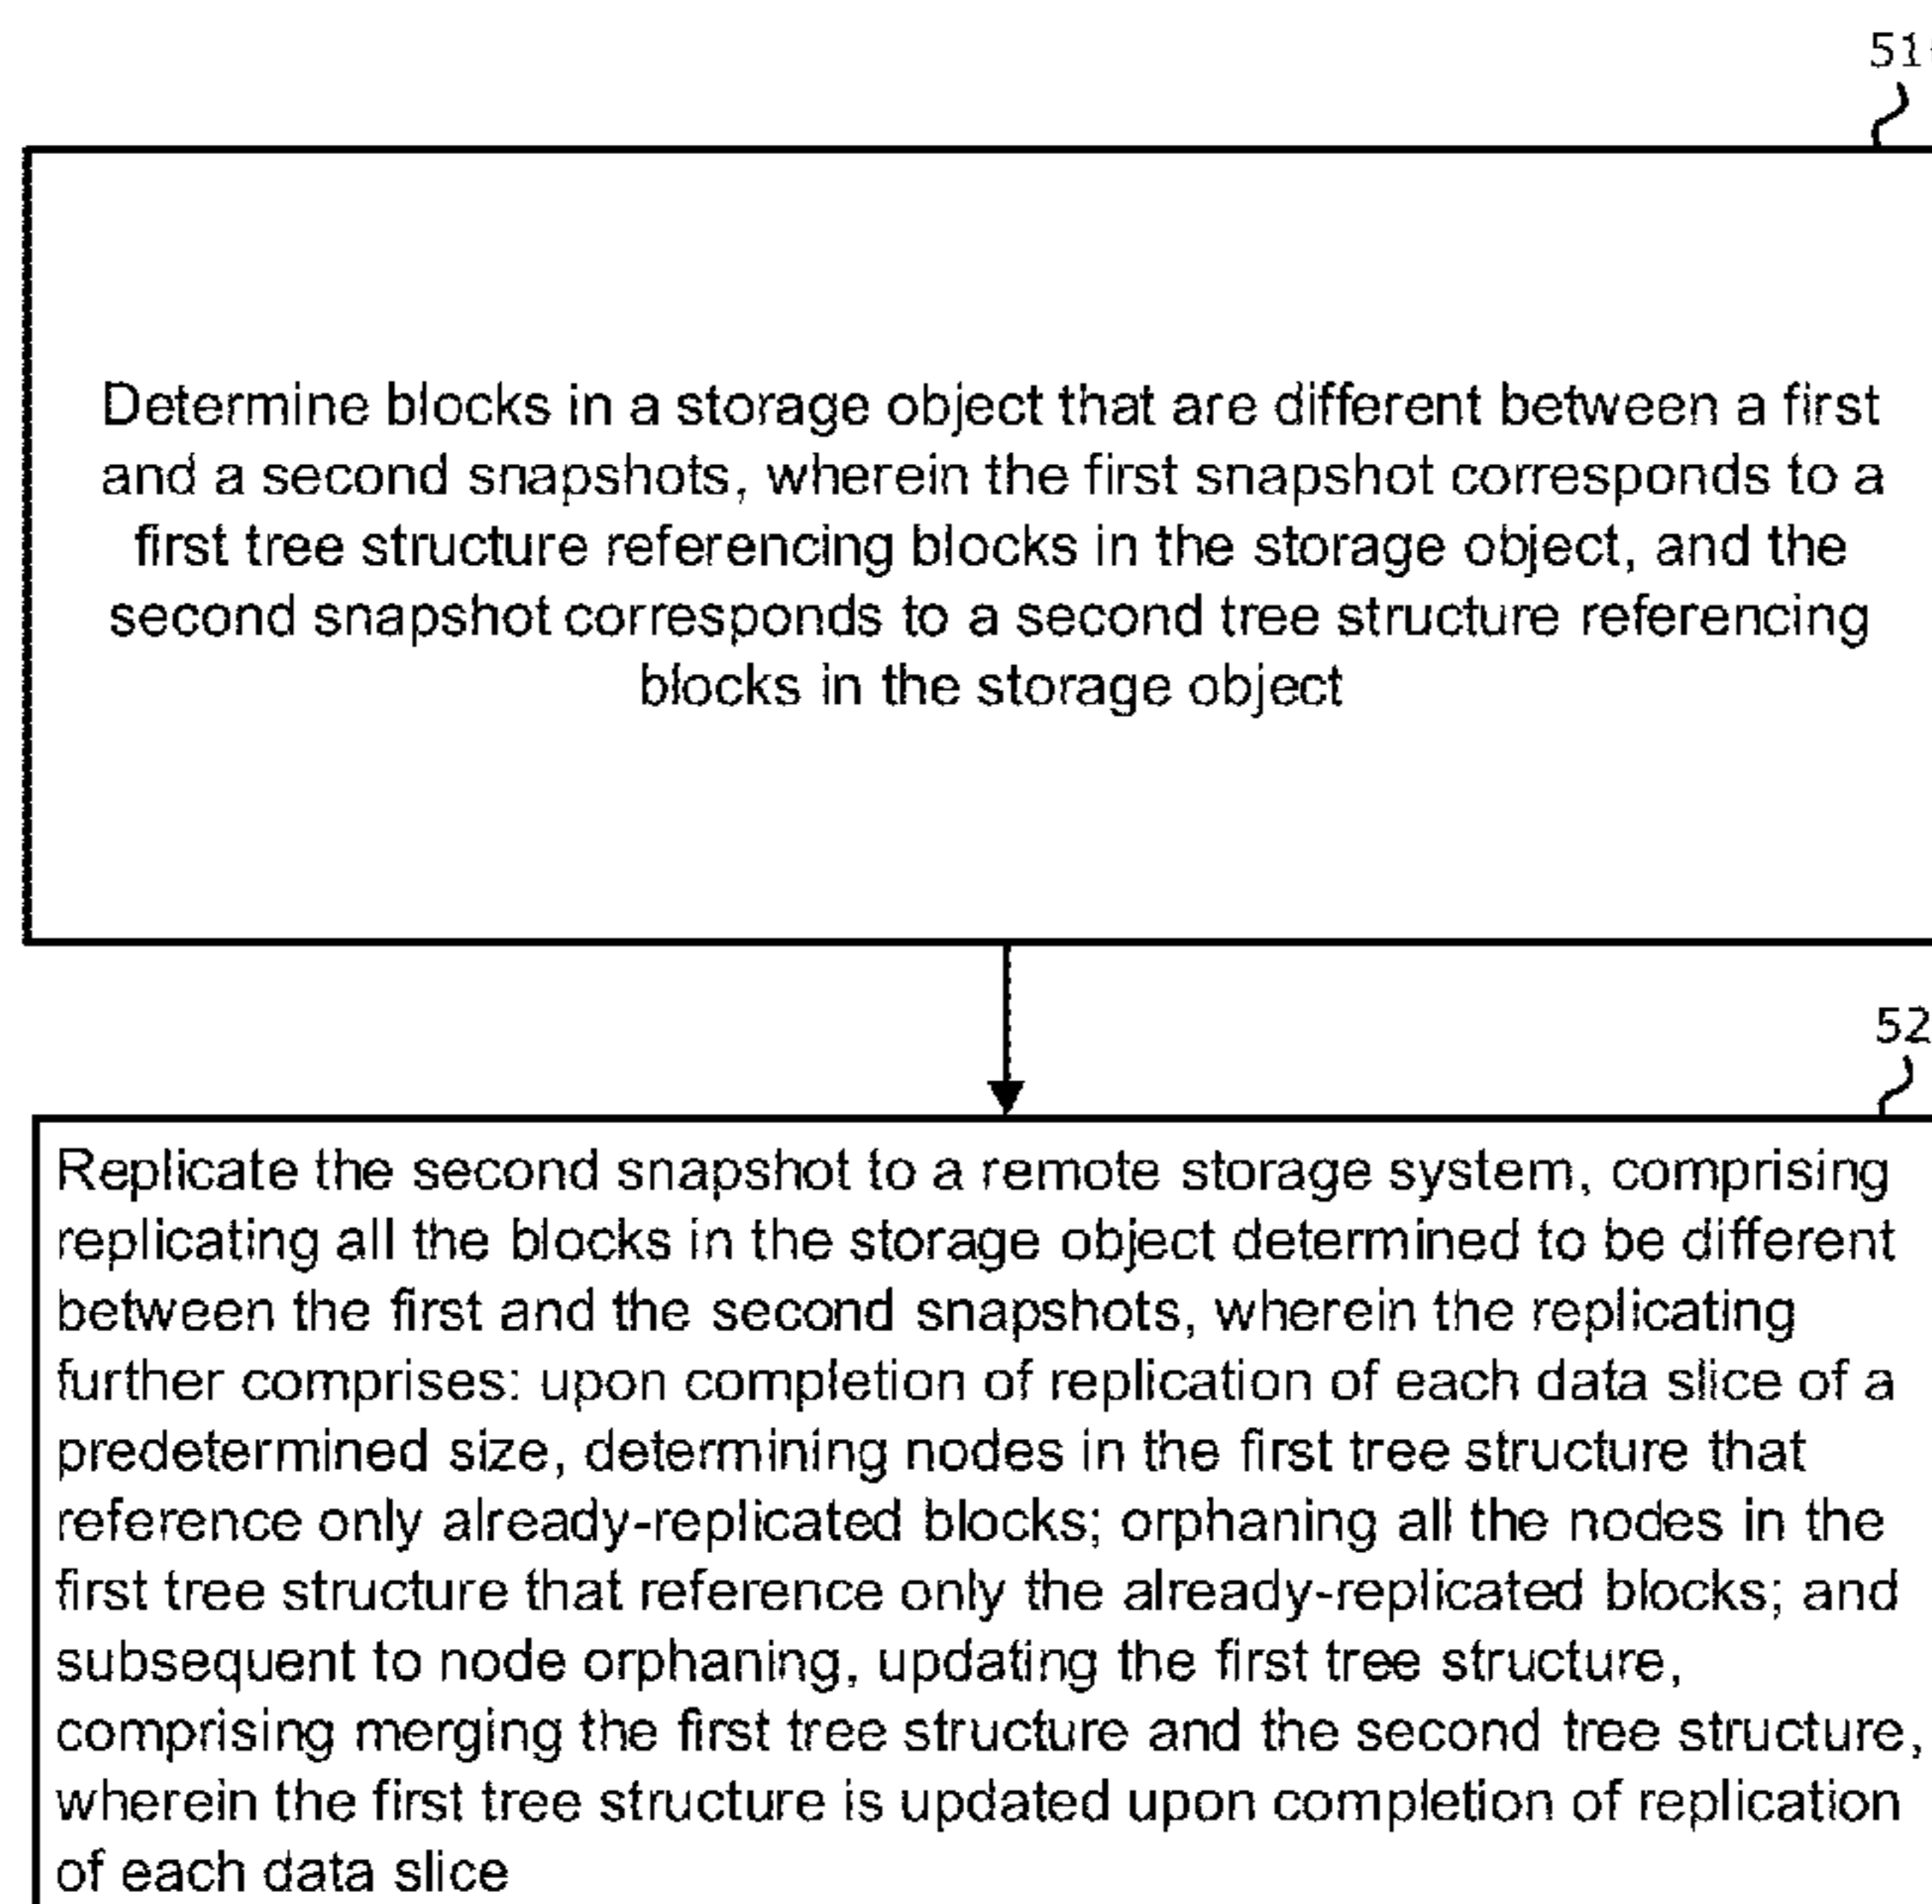 51
Determine blocks in a storage object that are different between a first
and a second snapshots, wherein the first snapshot corresponds to a
first tree structure referencing blocks in the storage object, and the
second snapshot corresponds to a second tree structure referencing
blocks in the storage object
52
Replicate the second snapshot to a remote storage system, comprising
replicating all the blocks in the storage object determined to be different
between the first and the second snapshots, wherein the replicating
further comprises: upon completion of replication of each data slice of a
predetermined size, determining nodes in the first tree structure that
reference only already-replicated blocks; orphaning all the nodes in the
first tree structure that reference only the already-replicated blocks; and
subsequent to node orphaning, updating the first tree structure,
comprising merging the first tree structure and the second tree structure,
wherein the first tree structure is updated upon completion of replication
of each data slice